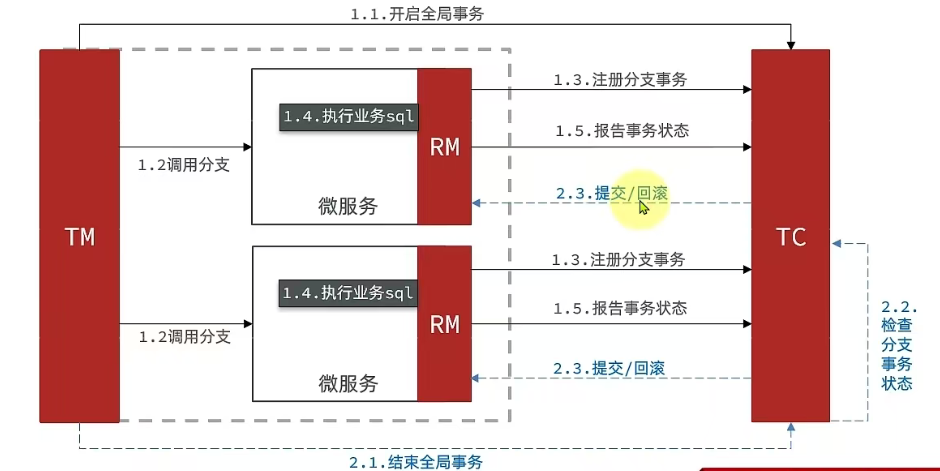 1.1.开启全局事务
TM
1.2调用分支
1.4.执行业务sql
RM
微服务
1.3.注册分支事务
1.5.报告事务状态
2.3.提交/回滚
TC
1.2调用分支
1.4.执行业务sql
RM
微服务
1.3.注册分支事务
1.5.报告事务状态
2.3.提交/回滚
2.2.
检查
分支
事务
状态
2.1.结束全局事务